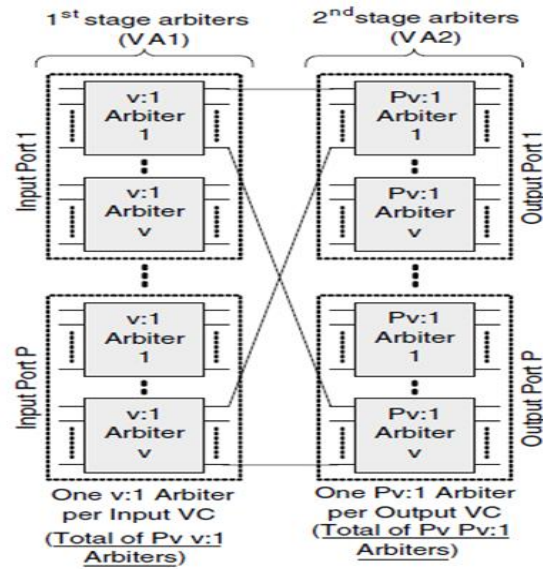 1st stage arbiters
(VA1)
2nd stage arbiters
(VA2)
Input Port 1
v:1
Arbiter
1
v:1
Arbiter
v
Pv:1
Arbiter
1
Pv:1
Arbiter
v
Output Port 1
Input Port P
v:1
Arbiter
1
v:1
Arbiter
v
Pv:1
Arbiter
1
Pv:1
Arbiter
v
Output Port P
One v:1 Arbiter
per Input VC
(Total of Pv v:1
Arbiters)
One Pv:1 Arbiter
per Output VC
(Total of Pv Pv:1
Arbiters)